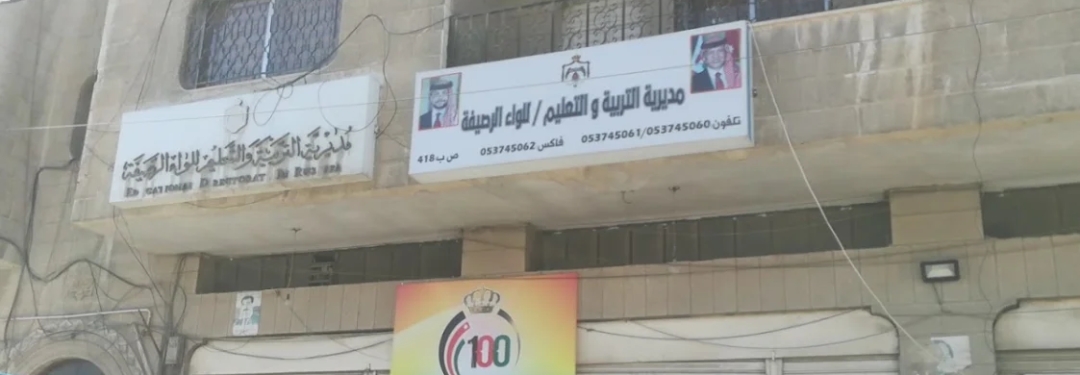 مديرية التربية والتعليم للواء الرصيفة
مديرية التربية و التعليم / للواء الرصيفة
تلفون:053745061/053745060 فاكس 053745062 ص ب 418
100